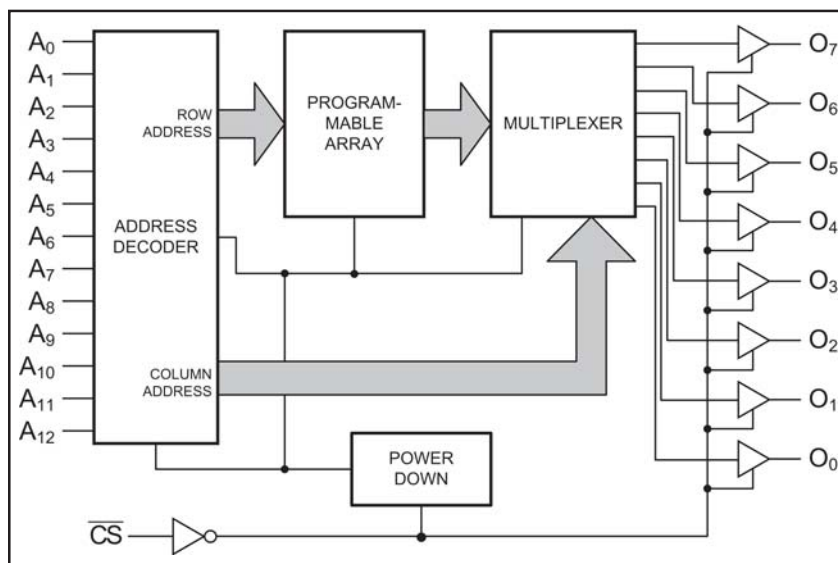 A₀
A₁
A₂
A₃
A₄
A₅
A₆
A₇
A₈
A₉
A₁₀
A₁₁
A₁₂
ROW
ADDRESS
ADDRESS
DECODER
COLUMN
ADDRESS
PROGRAM-
MABLE
ARRAY
MULTIPLEXER
POWER
DOWN
C̅S̅
O₇
O₆
O₅
O₄
O₃
O₂
O₁
O₀